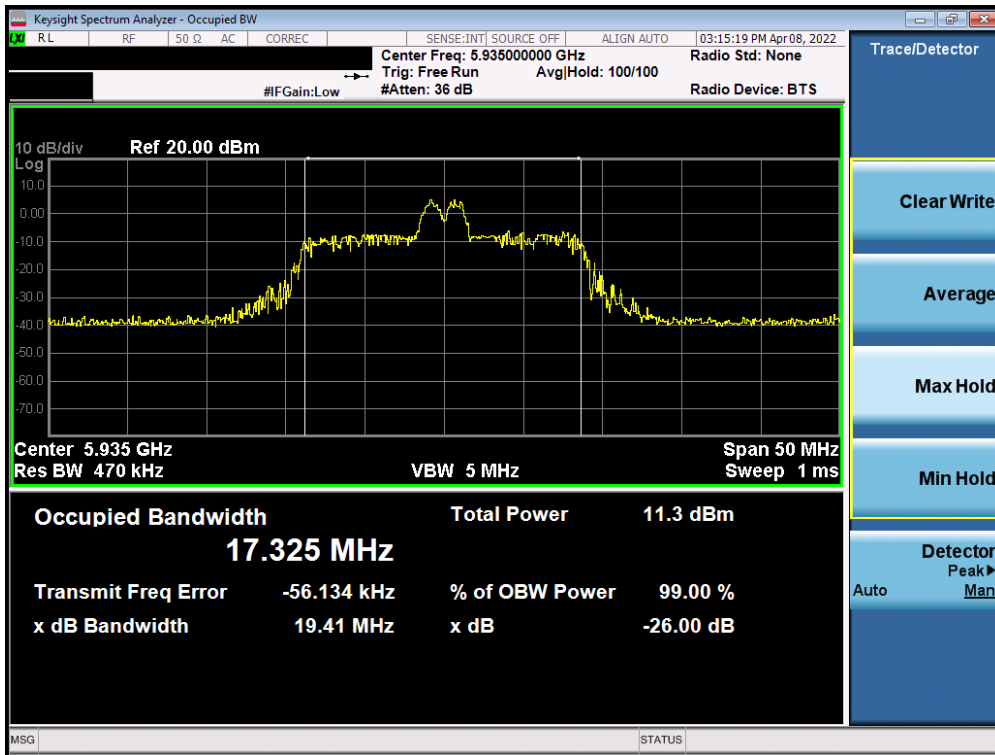 Keysight Spectrum Analyzer - Occupied BW
LXI RL RF 50 Ω AC CORREC SENSE:INT SOURCE OFF ALIGN AUTO 03:15:19 PM Apr 08, 2022
Center Freq: 5.935000000 GHz Radio Std: None
Trig: Free Run Avg|Hold: 100/100
#IFGain:Low #Atten: 36 dB Radio Device: BTS
Trace/Detector
10 dB/div Ref 20.00 dBm
Log
10.0
0.00
-10.0
-20.0
-30.0
-40.0
-50.0
-60.0
-70.0
Center 5.935 GHz Span 50 MHz
Res BW 470 kHz VBW 5 MHz Sweep 1 ms
Occupied Bandwidth Total Power 11.3 dBm
17.325 MHz
Transmit Freq Error -56.134 kHz % of OBW Power 99.00 %
x dB Bandwidth 19.41 MHz x dB -26.00 dB
Clear Write
Average
Max Hold
Min Hold
Detector
Peak▶
Auto Man
MSG STATUS